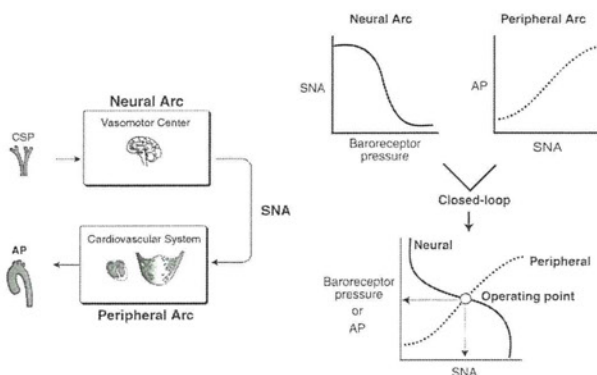 Neural Arc
Vasomotor Center
CSP
SNA
AP
Cardiovascular System
Peripheral Arc
Neural Arc
SNA
Baroreceptor
pressure
Peripheral Arc
AP
SNA
Closed-loop
Neural
Peripheral
Baroreceptor
pressure
or
AP
Operating point
SNA